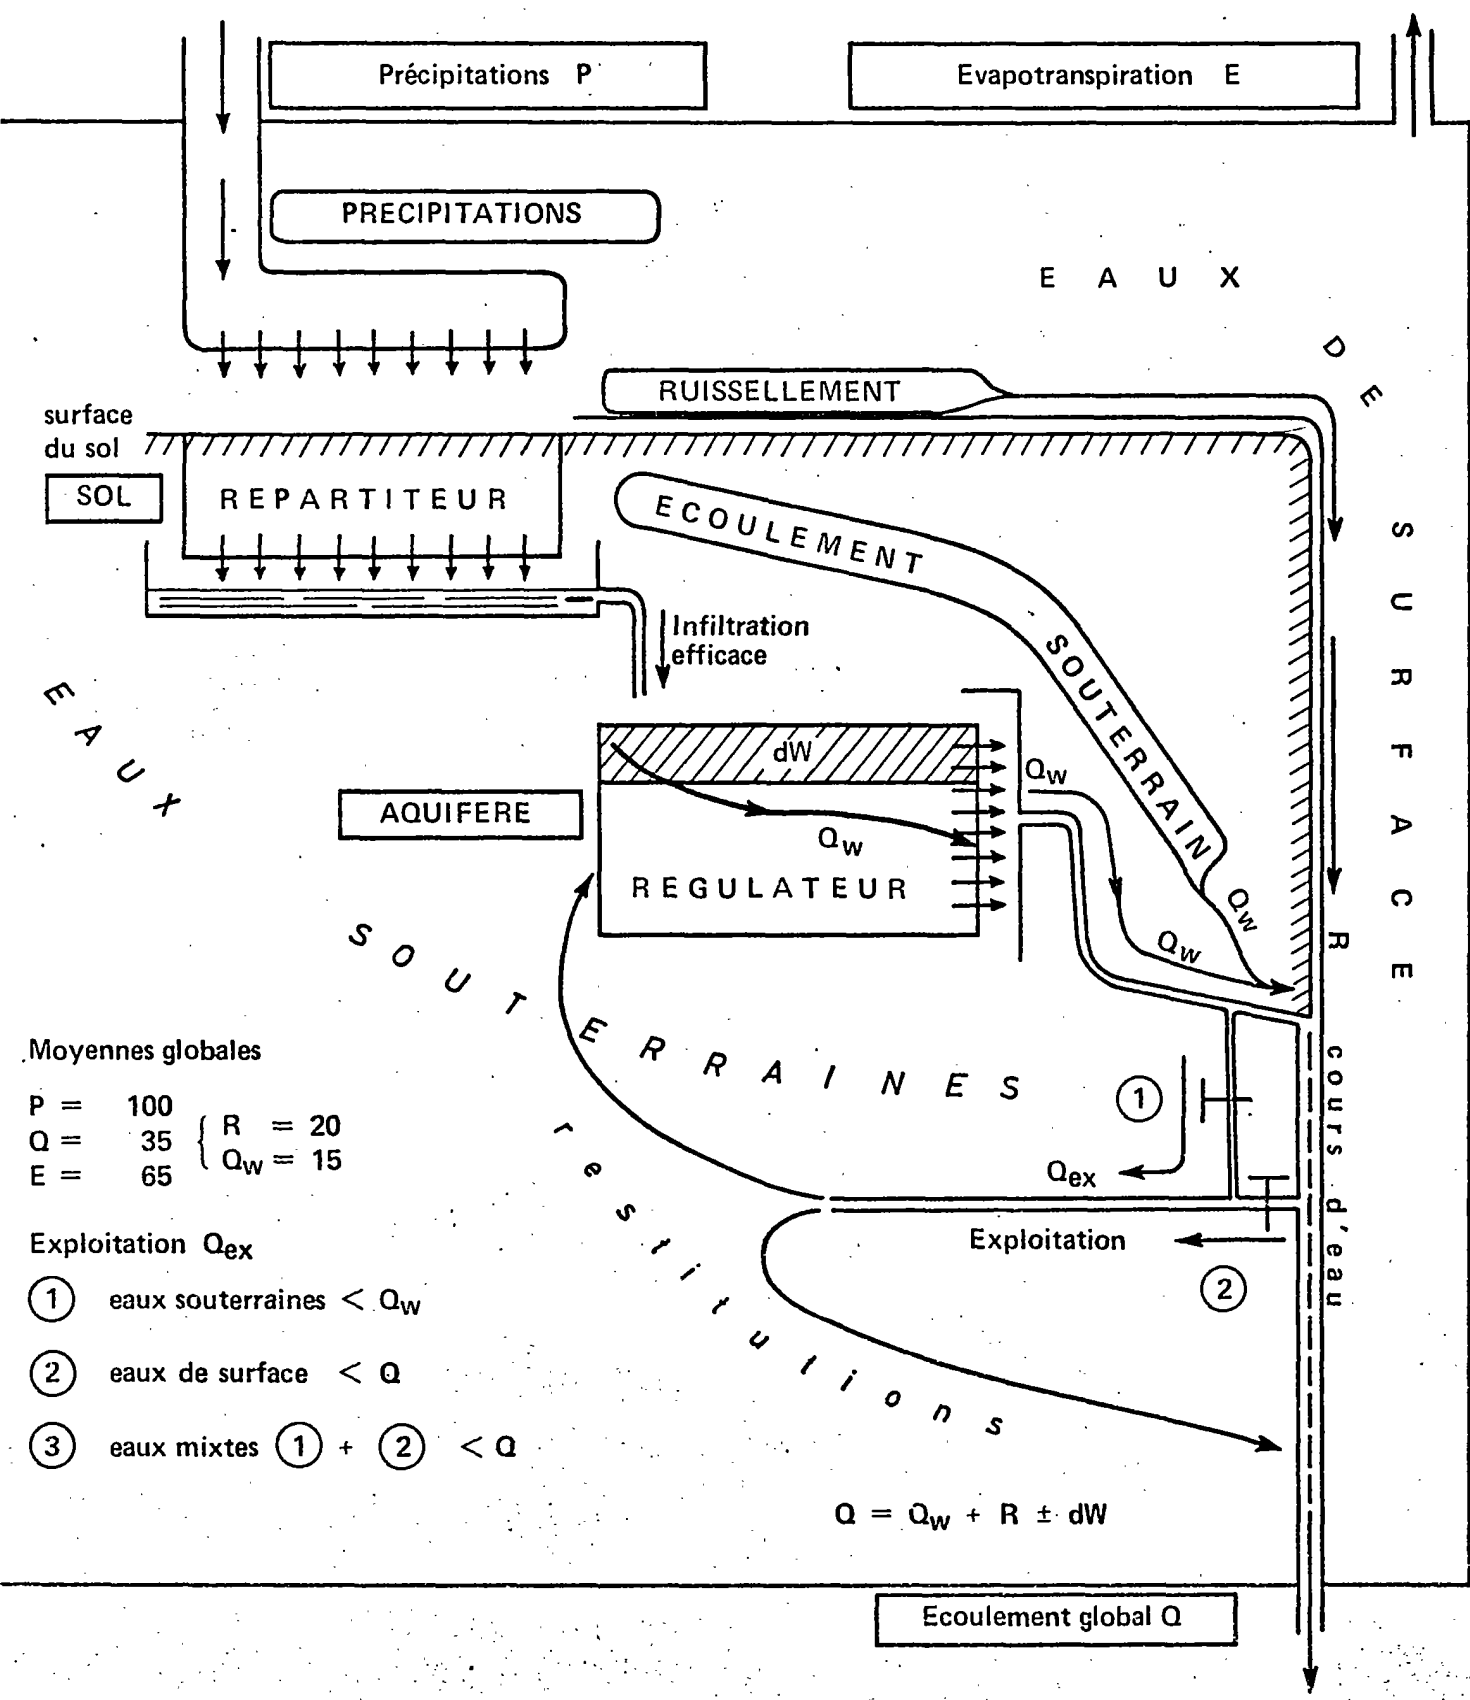 Précipitations P
Evapotranspiration E
PRECIPITATIONS
EAUX DE SURFACE
RUISSELLEMENT
surface
du sol
SOL
REPARTITEUR
ECOULEMENT SOUTERRAIN
Infiltration
efficace
EAUX SOUTERRAINES
dW
Qw
AQUIFERE
Qw
REGULATEUR
Qw
Qw
R
cours d'eau
Moyennes globales
P = 100
Q = 35 { R = 20
Qw = 15
E = 65
1
Qex
restitutions
Exploitation
2
Exploitation Qex
1 eaux souterraines < Qw
2 eaux de surface < Q
3 eaux mixtes 1 + 2 < Q
Q = Qw + R ± dW
Ecoulement global Q